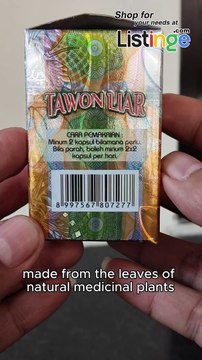 Shop for
your needs at
Listinge.com
TAWON LIAR
CARA PEMAKAIAN :
Minum 2 kapsul bilamana perlu.
Bila parah, boleh minum 2x2
kapsul per hari.
8 997567 807277
made from the leaves of
natural medicinal plants